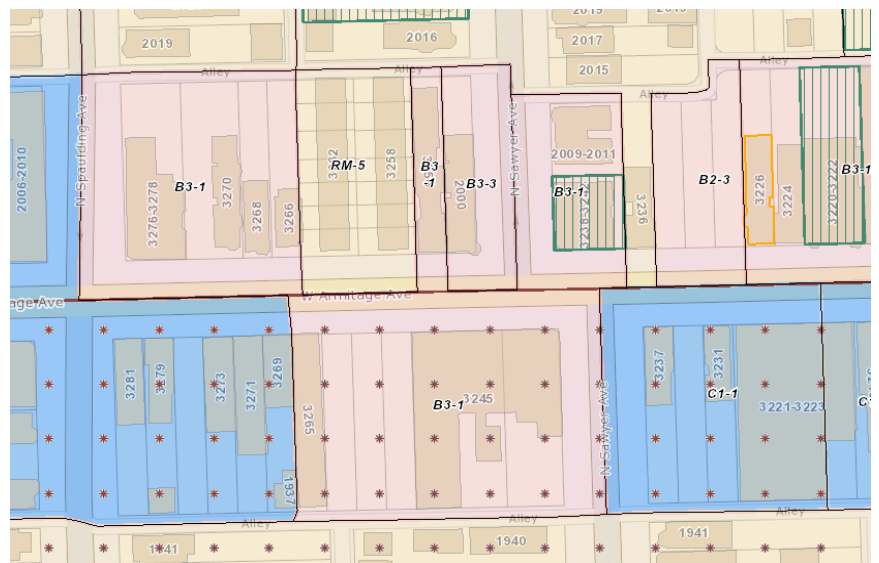 2019
2016
2019
2017
2015
Alley
Alley
Alley
Alley
2006-2010
N Spaulding Ave
3276-3278
B3-1
3270
3268
3266
RM-5
3258
B3
-1
2000
B3-3
N Sawyer Ave
2009-2011
B3-1
3236
B2-3
3226
3224
3220-3222
B3-1
age Ave
W Armitage Ave
3281
3279
3273
3271
3269
1937
3265
B3-1
3245
N Sawyer Ave
3237
3231
C1-1
3221-3223
Alley
Alley
Alley
1941
1940
1941